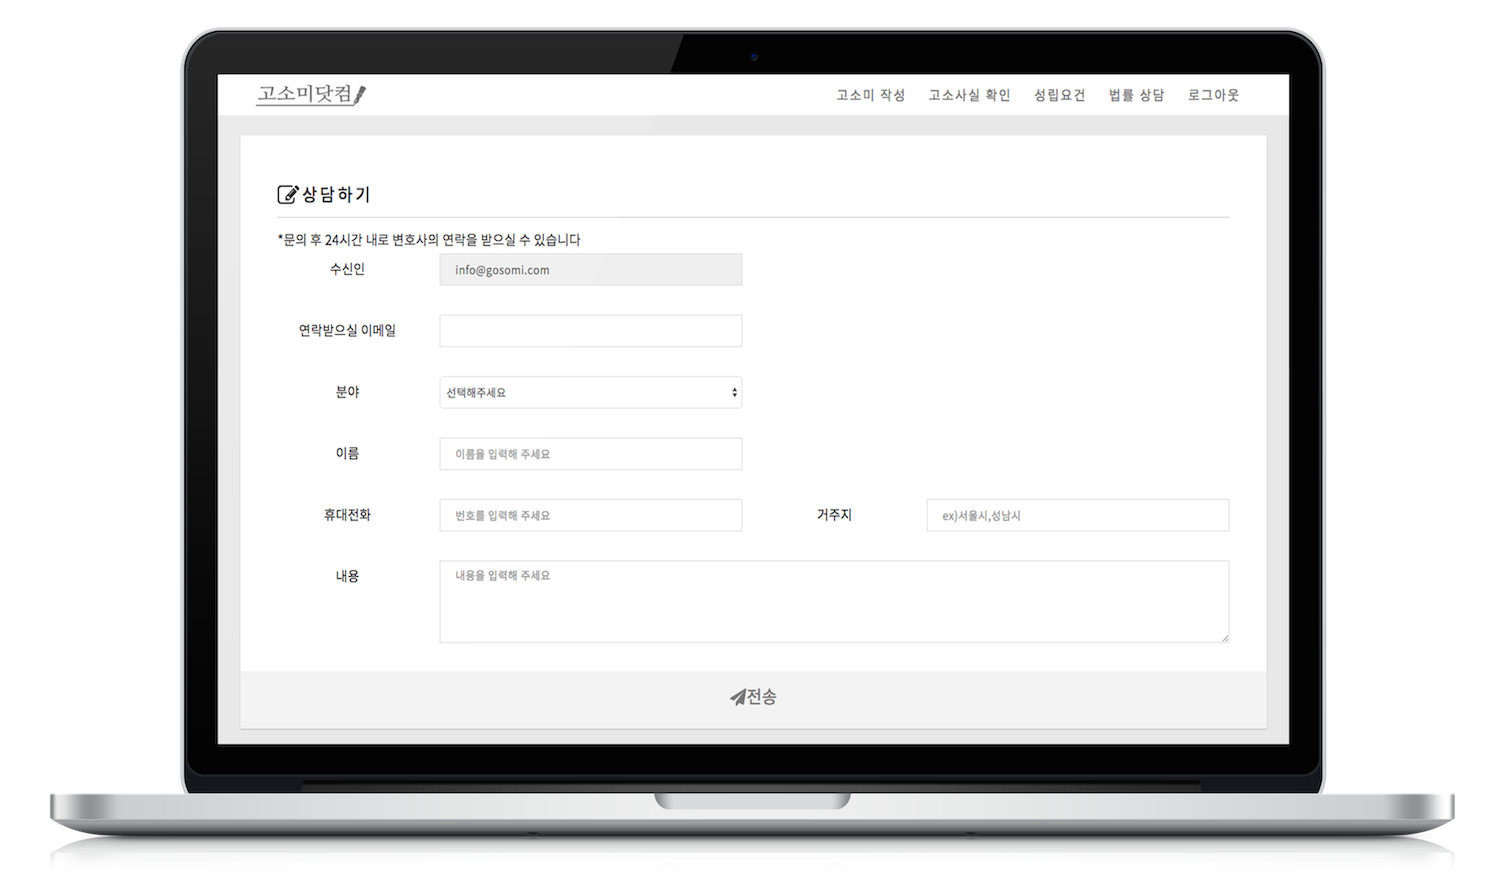 고소미닷컴
고소미 작성 고소사실 확인 성립요건 법률 상담 로그아웃
상담하기
*문의 후 24시간 내로 변호사의 연락을 받으실 수 있습니다
수신인 info@gosomi.com
연락받으실 이메일
분야 선택해주세요
이름 이름을 입력해 주세요
휴대전화 번호를 입력해 주세요 거주지 ex)서울시,성남시
내용 내용을 입력해 주세요
전송